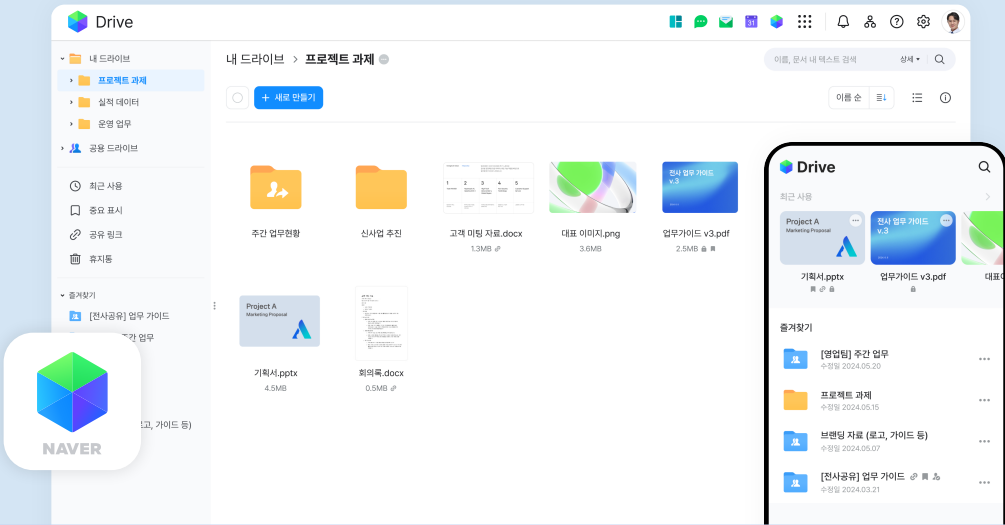 Drive
31
내 드라이브
프로젝트 과제
실적 데이터
운영 업무
공용 드라이브
최근 사용
중요 표시
공유 링크
휴지통
즐겨찾기
[전사공유] 업무 가이드
간 업무
고, 가이드 등)
NAVER
내 드라이브 > 프로젝트 과제
이름, 문서 내 텍스트 검색
상세
+ 새로 만들기
이름 순
1 2 3 4 5
전사 업무 가이드
v.3
주간 업무현황
신사업 추진
고객 미팅 자료.docx
1.3MB
대표 이미지.png
3.6MB
업무가이드 v3.pdf
2.5MB
Project A
Marketing Proposal
기획서.pptx
4.5MB
회의록.docx
0.5MB
Drive
최근 사용
Project A
Marketing Proposal
전사 업무 가이드
v.3
기획서.pptx
업무가이드 v3.pdf
대표
즐겨찾기
[영업팀] 주간 업무
수정일 2024.05.20
프로젝트 과제
수정일 2024.05.15
브랜딩 자료 (로고, 가이드 등)
수정일 2024.05.07
[전사공유] 업무 가이드
수정일 2024.03.21